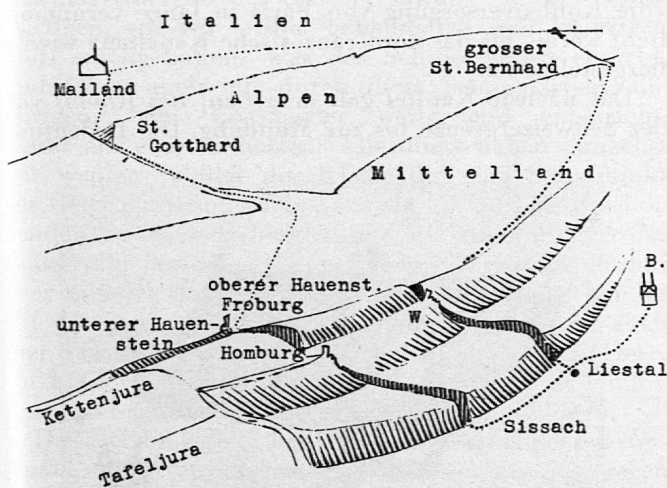 Italien
grosser
St.Bernhard
Mailand
Alpen
St.
Gotthard
Mittelland
B.
oberer Hauenst.
Froburg
unterer Hauen-
stein
W.
Homburg
Liestal
Kettenjura
Sissach
Tafeljura